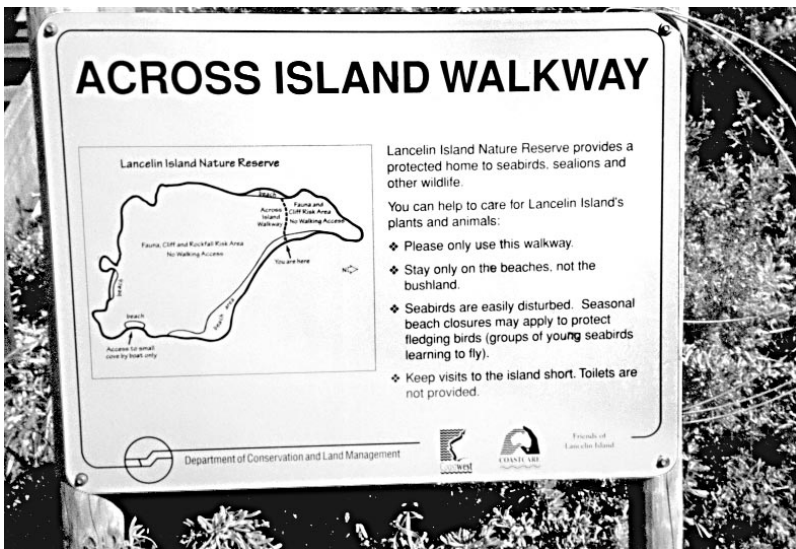 ACROSS ISLAND WALKWAY
Lancelin Island Nature Reserve
beach
Fauna and
Cliff Risk Area
No Walking Access
Across
Island
Walkway
Fauna, Cliff and Rockfall Risk Area
No Walking Access
You are here
N
beach
beach
beach area
Access to small
cove by boat only
Lancelin Island Nature Reserve provides a
protected home to seabirds, sealions and
other wildlife.
You can help to care for Lancelin Island's
plants and animals:
❖ Please only use this walkway.
❖ Stay only on the beaches, not the
bushland.
❖ Seabirds are easily disturbed. Seasonal
beach closures may apply to protect
fledging birds (groups of young seabirds
learning to fly).
❖ Keep visits to the island short. Toilets are
not provided.
Department of Conservation and Land Management
Coastwest
COASTCARE
Friends of
Lancelin Island